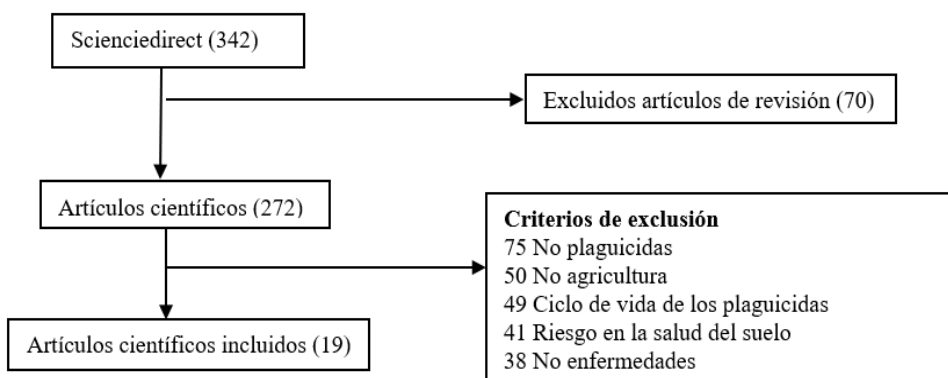 Scienciedirect (342)
Excluidos artículos de revisión (70)
Artículos científicos (272)
Criterios de exclusión
75 No plaguicidas
50 No agricultura
49 Ciclo de vida de los plaguicidas
41 Riesgo en la salud del suelo
38 No enfermedades
Artículos científicos incluidos (19)